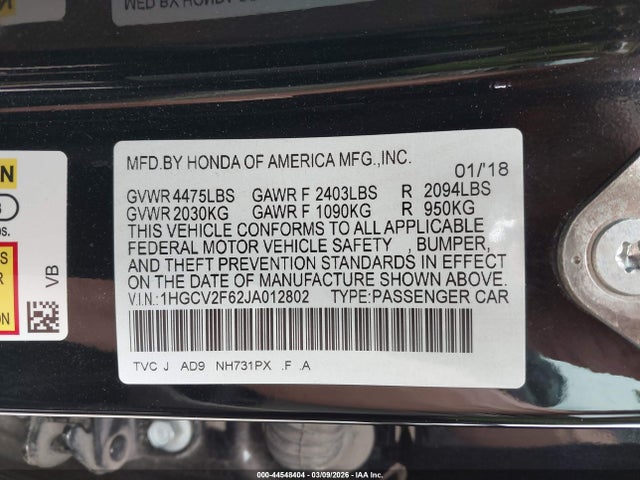 MFD.BY HONDA OF AMERICA MFG.,INC.
01/'18
GVWR 4475LBS GAWR F 2403LBS R 2094LBS
GVWR 2030KG GAWR F 1090KG R 950KG
THIS VEHICLE CONFORMS TO ALL APPLICABLE
FEDERAL MOTOR VEHICLE SAFETY , BUMPER,
AND THEFT PREVENTION STANDARDS IN EFFECT
ON THE DATE OF MANUFACTURE SHOWN ABOVE.
V.I.N.: 1HGCV2F62JA012802 TYPE:PASSENGER CAR
TVC J AD9 NH731PX .F .A
VB
000-44548404 | 03/09/2026 - IAA Inc.